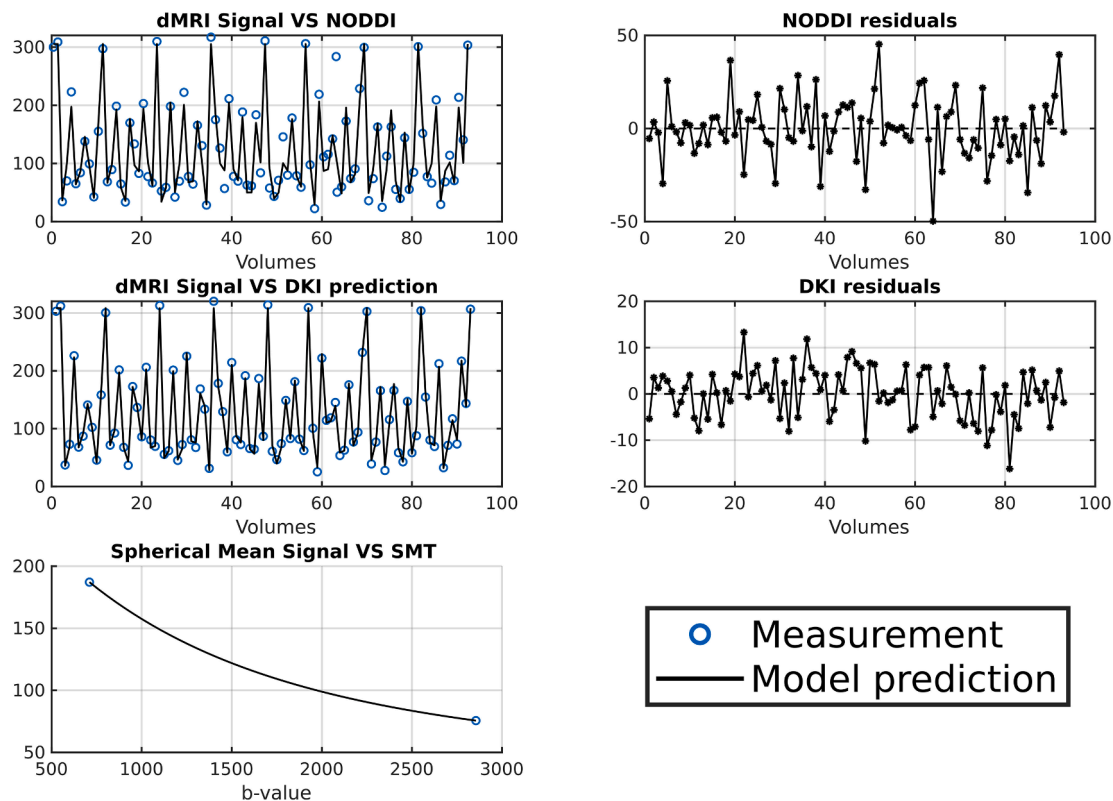 dMRI Signal VS NODDI
300
200
100
0
0 20 40 60 80 100
Volumes
NODDI residuals
50
0
-50
0 20 40 60 80 100
Volumes
dMRI Signal VS DKI prediction
300
200
100
0
0 20 40 60 80 100
Volumes
DKI residuals
20
10
0
-10
-20
0 20 40 60 80 100
Volumes
Spherical Mean Signal VS SMT
200
150
100
50
500 1000 1500 2000 2500 3000
b-value
Measurement
Model prediction